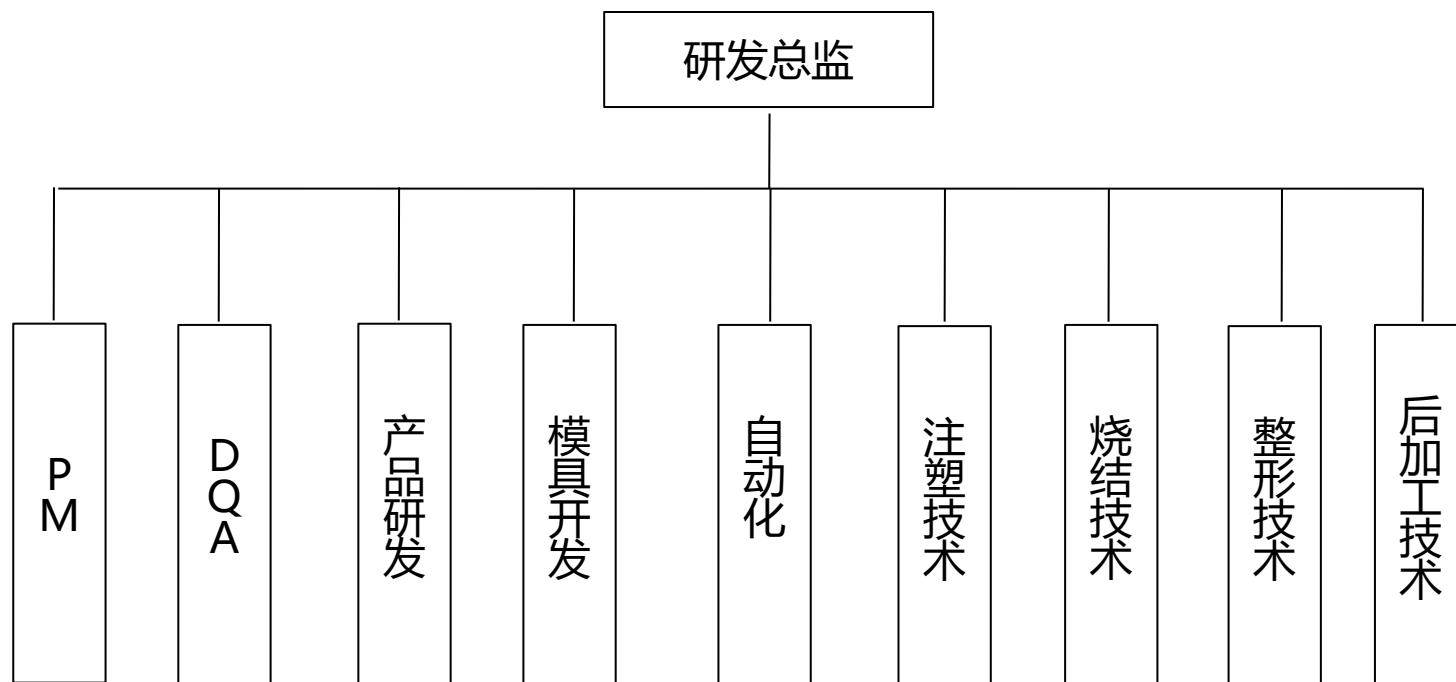 研发总监
PM
DQA
产品研发
模具开发
自动化
注塑技术
烧结技术
整形技术
后加工技术